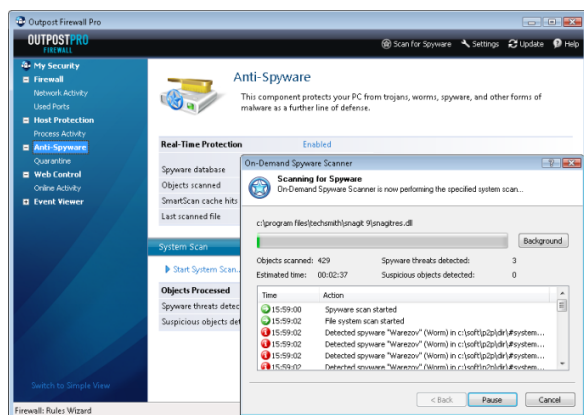 Outpost Firewall Pro
OUTPOSTPRO
FIREWALL
Scan for Spyware Settings Update Help
My Security
Firewall
Network Activity
Used Ports
Host Protection
Process Activity
Anti-Spyware
Quarantine
Web Control
Online Activity
Event Viewer
Switch to Simple View
Anti-Spyware
This component protects your PC from trojans, worms, spyware, and other forms of
malware as a further line of defense.
Real-Time Protection Enabled
Spyware database
Objects scanned
SmartScan cache hits
Last scanned file
System Scan
Start System Scan...
Objects Processed
Spyware threats detec
Suspicious objects det
On-Demand Spyware Scanner
Scanning for Spyware
On-Demand Spyware Scanner is now performing the specified system scan...
c:\program files\techsmith\snagit 9\snagitres.dll
Background
Objects scanned: 429 Spyware threats detected: 3
Estimated time: 00:02:37 Suspicious objects detected: 0
Time Action
15:59:00 Spyware scan started
15:59:02 File system scan started
15:59:02 Detected spyware "Warezov" (Worm) in c:\soft\p2p\dir\#system...
15:59:02 Detected spyware "Warezov" (Worm) in c:\soft\p2p\dir\#system...
15:59:02 Detected spyware "Warezov" (Worm) in c:\soft\p2p\dir\#system...
15:59:02 Detected spyware "Warezov" (Worm) in c:\soft\p2p\dir\#system...
< Back Pause Cancel
Firewall: Rules Wizard